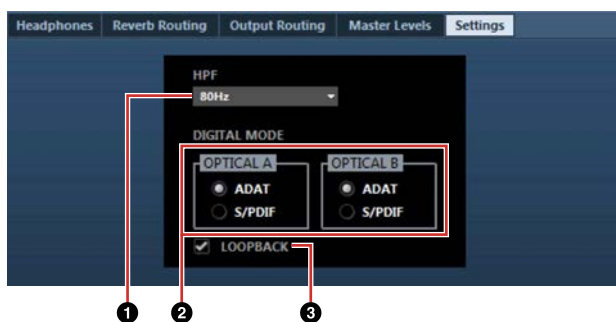 Headphones Reverb Routing Output Routing Master Levels Settings
HPF
80Hz
DIGITAL MODE
OPTICAL A OPTICAL B
ADAT ADAT
S/PDIF S/PDIF
LOOPBACK
1 2 3